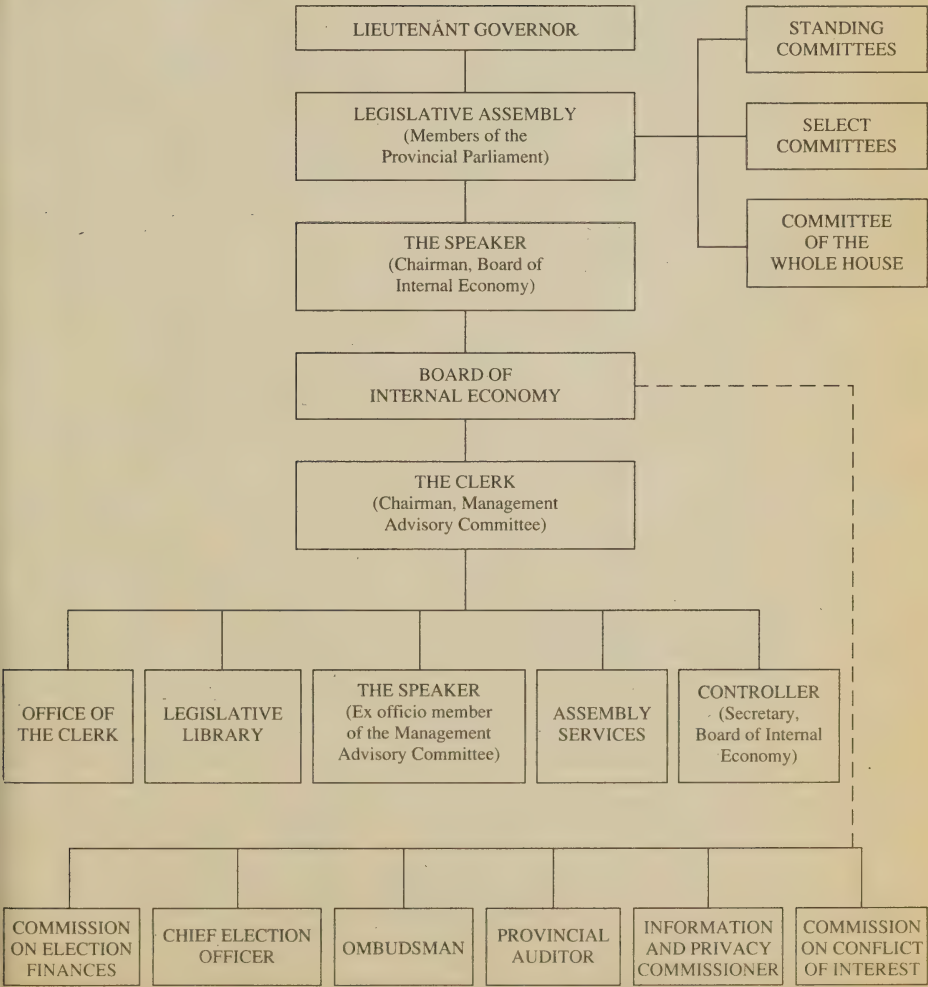 LIEUTENÁNT GOVERNOR
STANDING
COMMITTEES
LEGISLATIVE ASSEMBLY
(Members of the
Provincial Parliament)
SELECT
COMMITTEES
COMMITTEE
OF THE
WHOLE HOUSE
THE SPEAKER
(Chairman, Board of
Internal Economy)
BOARD OF
INTERNAL ECONOMY
THE CLERK
(Chairman, Management
Advisory Committee)
OFFICE OF
THE CLERK
LEGISLATIVE
LIBRARY
THE SPEAKER
(Ex officio member
of the Management
Advisory Committee)
ASSEMBLY
SERVICES
CONTROLLER
(Secretary,
Board of Internal
Economy)
COMMISSION
ON ELECTION
FINANCES
CHIEF ELECTION
OFFICER
OMBUDSMAN
PROVINCIAL
AUDITOR
INFORMATION
AND PRIVACY
COMMISSIONER
COMMISSION
ON CONFLICT
OF INTEREST